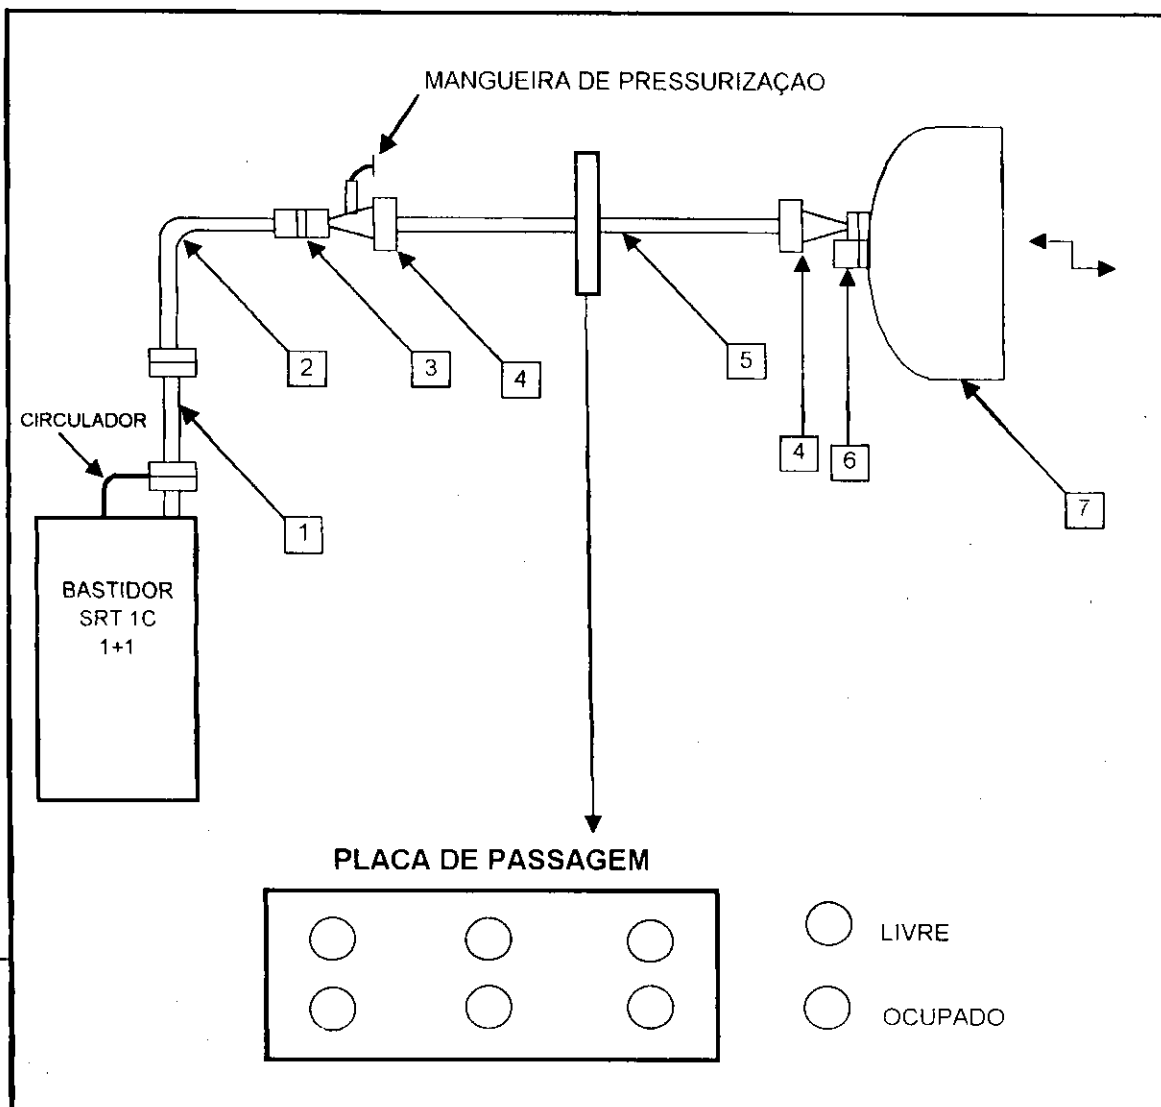 MANGUEIRA DE PRESSURIZAÇAO
2
3
4
5
CIRCULADOR
4
6
1
7
BASTIDOR
SRT 1C
1+1
PLACA DE PASSAGEM
LIVRE
OCUPADO